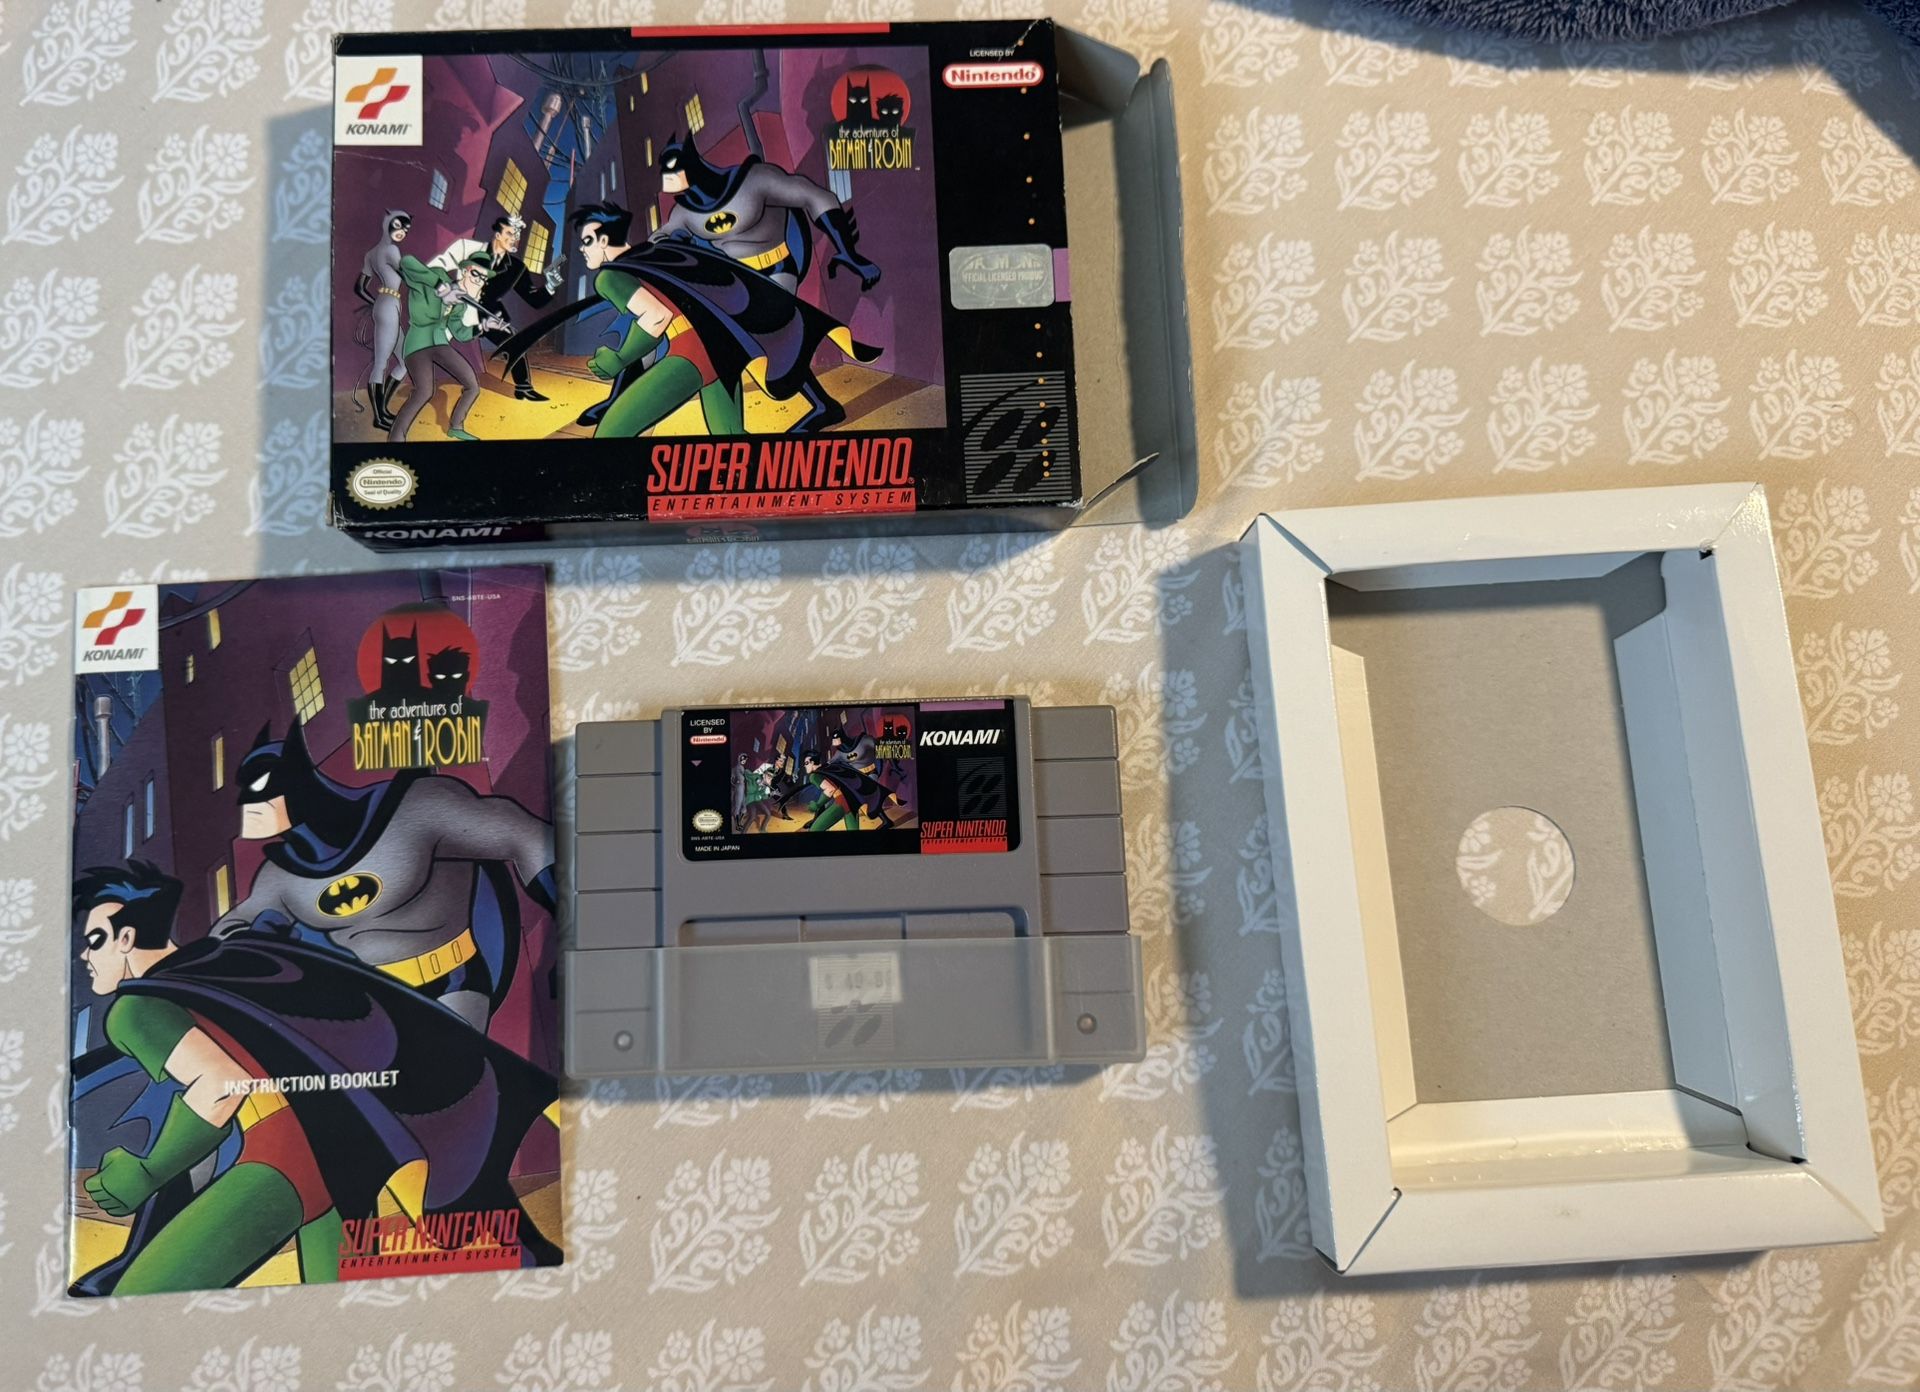 KONAMI
LICENSED BY
Nintendo
the adventures of
BATMAN & ROBIN
OFFICIAL LICENSED PRODUCT
Official
Nintendo
Seal of Quality
SUPER NINTENDO
ENTERTAINMENT SYSTEM
KONAMI
BATMAN & ROBIN
SNS-ABTE-USA
KONAMI
the adventures of
BATMAN & ROBIN
INSTRUCTION BOOKLET
SUPER NINTENDO
ENTERTAINMENT SYSTEM
LICENSED
BY
Nintendo
the adventures of
BATMAN & ROBIN
KONAMI
SNS-ABTE-USA
MADE IN JAPAN
SUPER NINTENDO
ENTERTAINMENT SYSTEM